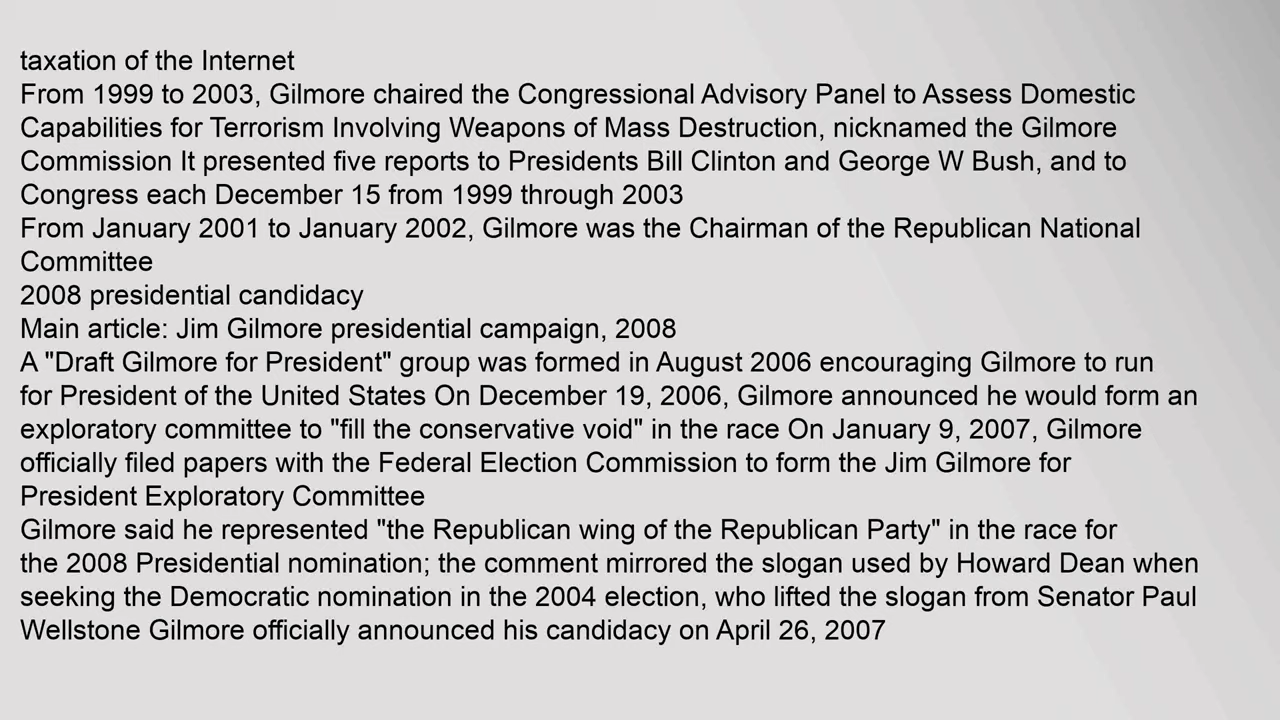 taxation of the Internet
From 1999 to 2003, Gilmore chaired the Congressional Advisory Panel to Assess Domestic
Capabilities for Terrorism Involving Weapons of Mass Destruction, nicknamed the Gilmore
Commission It presented five reports to Presidents Bill Clinton and George W Bush, and to
Congress each December 15 from 1999 through 2003
From January 2001 to January 2002, Gilmore was the Chairman of the Republican National
Committee
2008 presidential candidacy
Main article: Jim Gilmore presidential campaign, 2008
A "Draft Gilmore for President" group was formed in August 2006 encouraging Gilmore to run
for President of the United States On December 19, 2006, Gilmore announced he would form an
exploratory committee to "fill the conservative void" in the race On January 9, 2007, Gilmore
officially filed papers with the Federal Election Commission to form the Jim Gilmore for
President Exploratory Committee
Gilmore said he represented "the Republican wing of the Republican Party" in the race for
the 2008 Presidential nomination; the comment mirrored the slogan used by Howard Dean when
seeking the Democratic nomination in the 2004 election, who lifted the slogan from Senator Paul
Wellstone Gilmore officially announced his candidacy on April 26, 2007